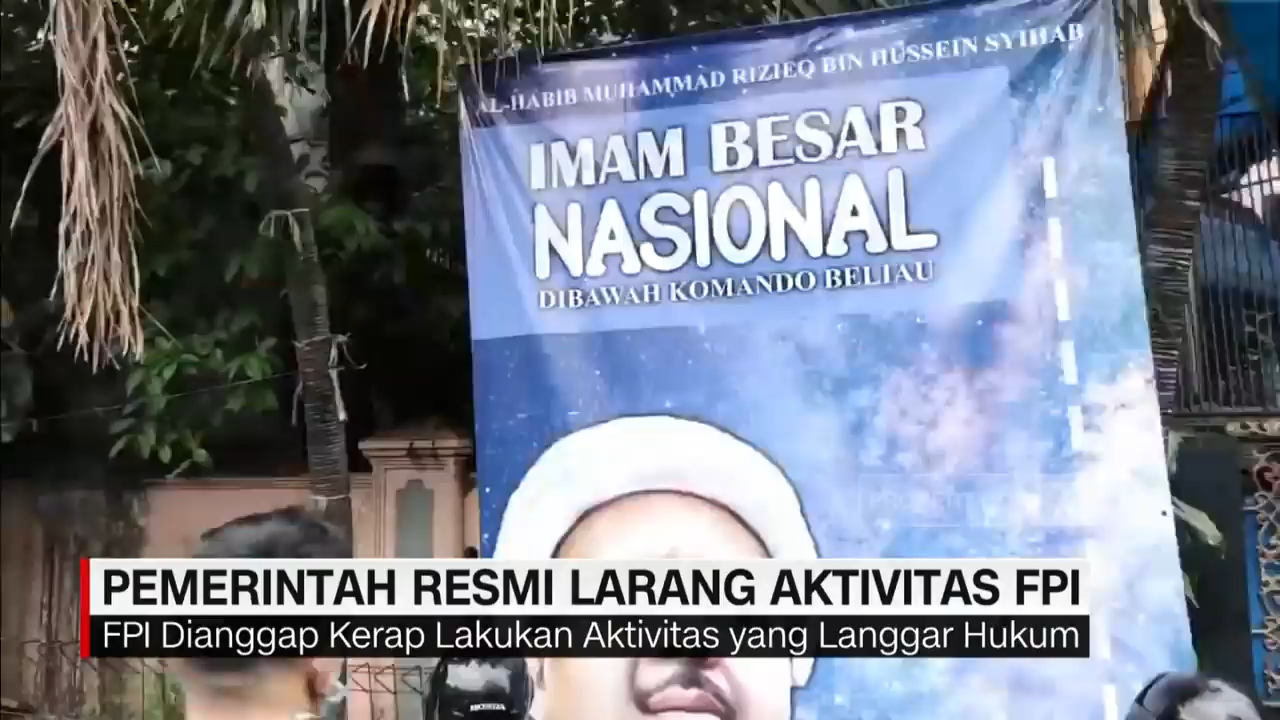 AL-HABIB MUHAMMAD RIZIEQ BIN HUSSEIN SYIHAB
IMAM BESAR
NASIONAL
DIBAWAH KOMANDO BELIAU
PEMERINTAH RESMI LARANG AKTIVITAS FPI
FPI Dianggap Kerap Lakukan Aktivitas yang Langgar Hukum
HONDA